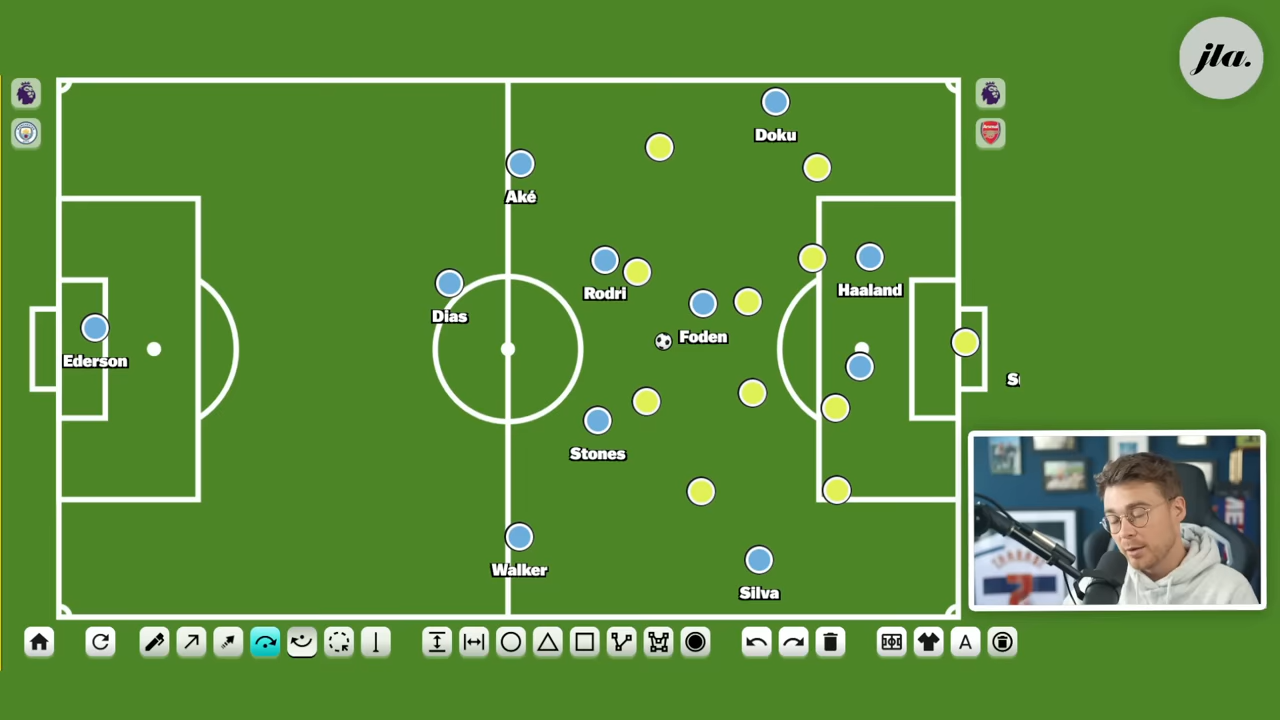 jla.
Doku
Aké
Rodri
Haaland
Dias
Foden
Ederson
Stones
Walker
Silva
A